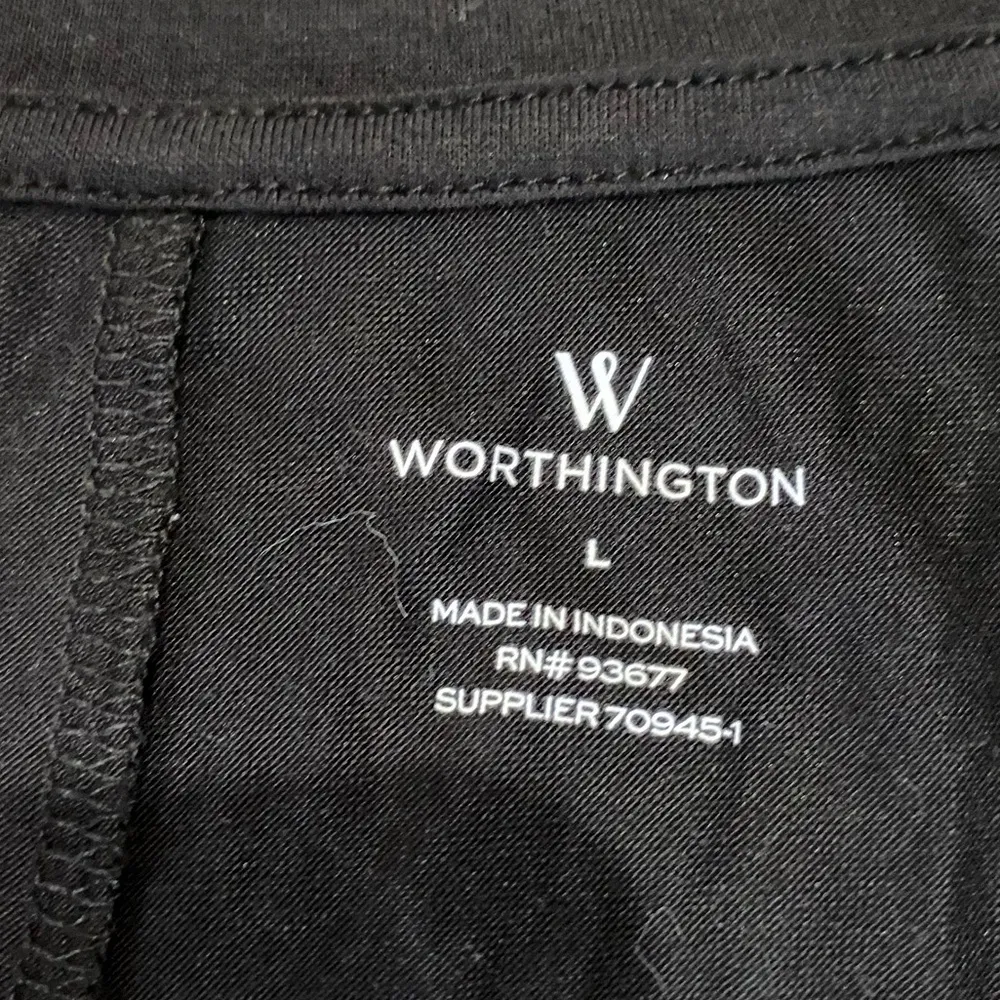 W
WORTHINGTON
L
MADE IN INDONESIA
RN# 93677
SUPPLIER 70945-1